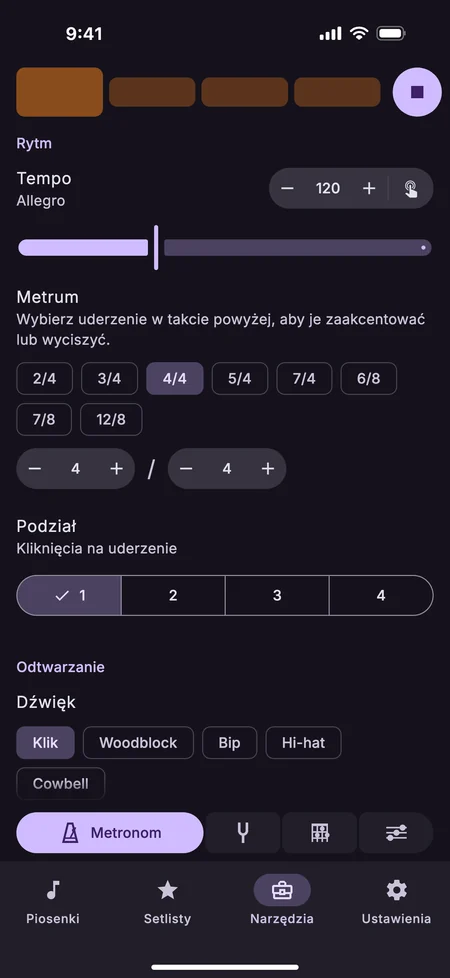 9:41
Rytm
Tempo
Allegro
120
Metrum
Wybierz uderzenie w takcie powyżej, aby je zaakcentować
lub wyciszyć.
2/4 3/4 4/4 5/4 7/4 6/8
7/8 12/8
4 / 4
Podział
Kliknięcia na uderzenie
1 2 3 4
Odtwarzanie
Dźwięk
Klik Woodblock Bip Hi-hat
Cowbell
Metronom
Piosenki Setlisty Narzędzia Ustawienia